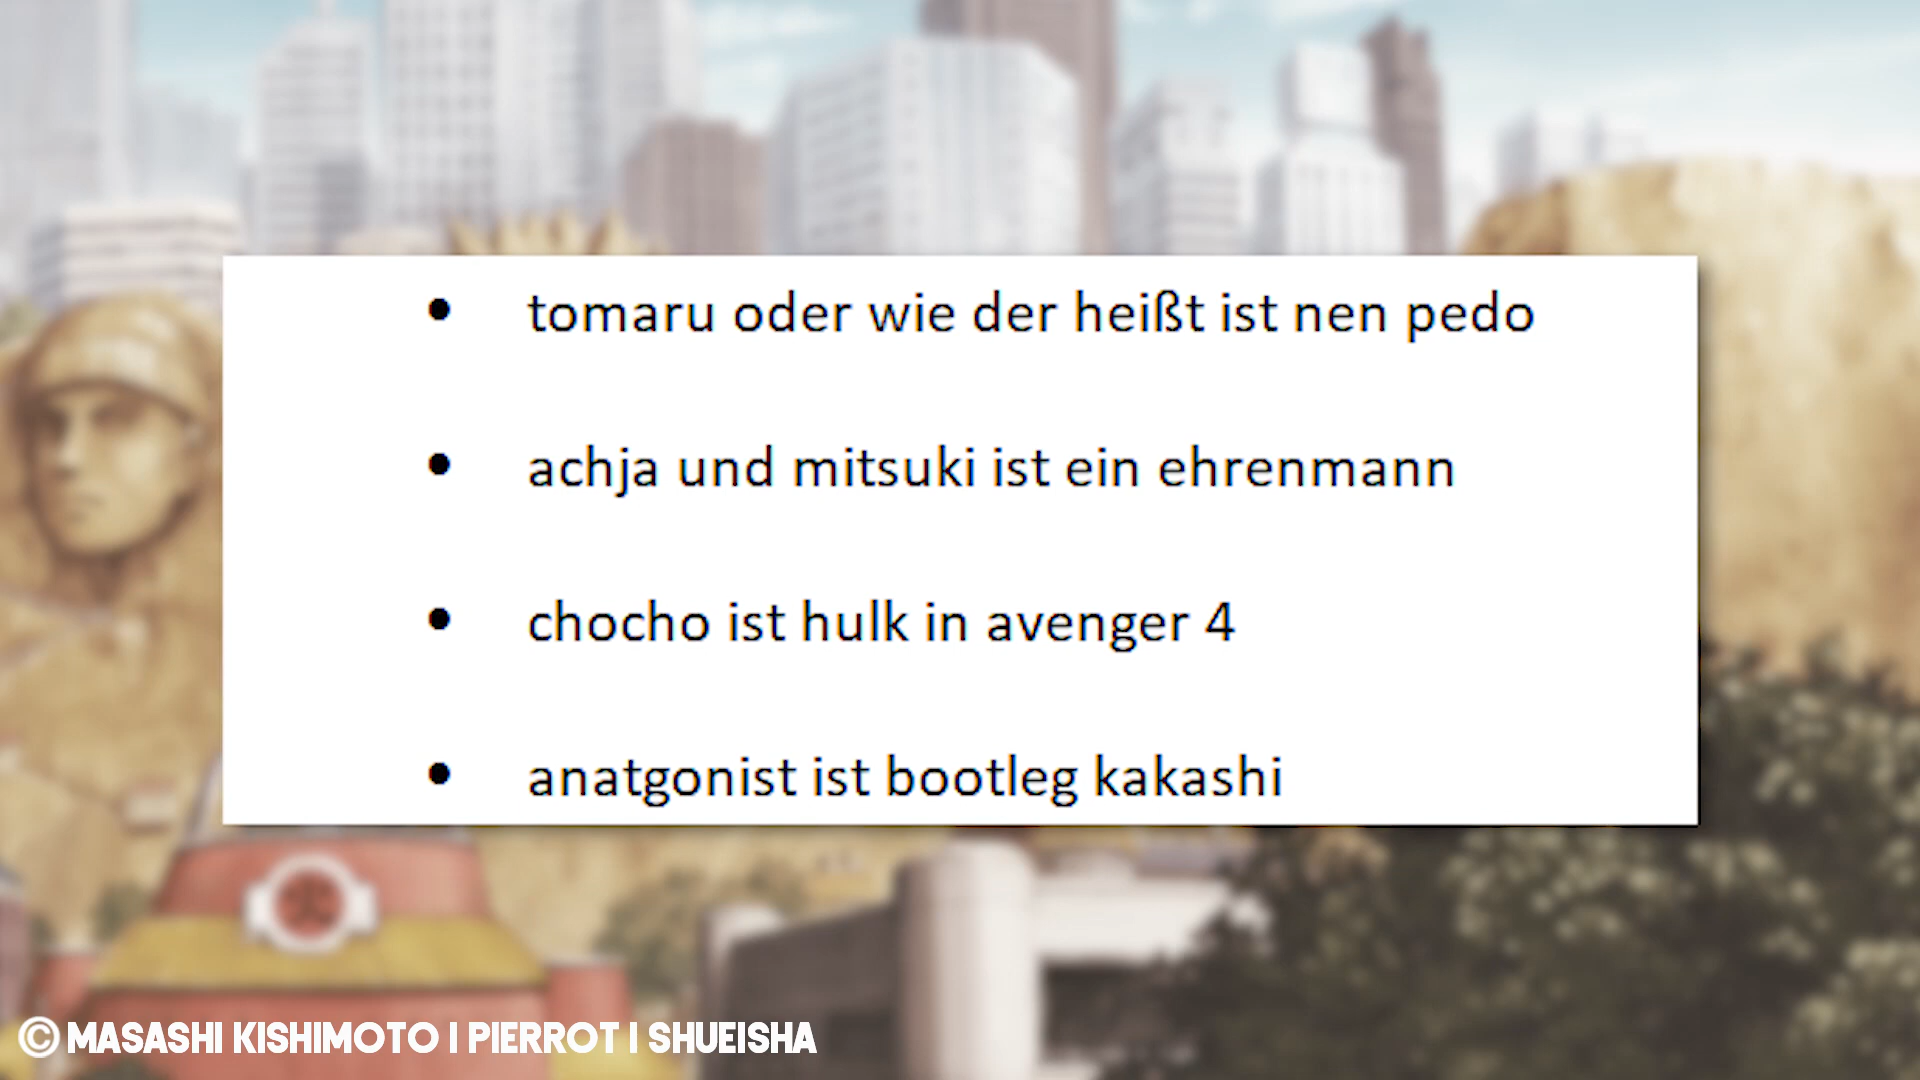 • tomaru oder wie der heißt ist nen pedo
• achja und mitsuki ist ein ehrenmann
• chocho ist hulk in avenger 4
• anatgonist ist bootleg kakashi
© MASASHI KISHIMOTO | PIERROT | SHUEISHA